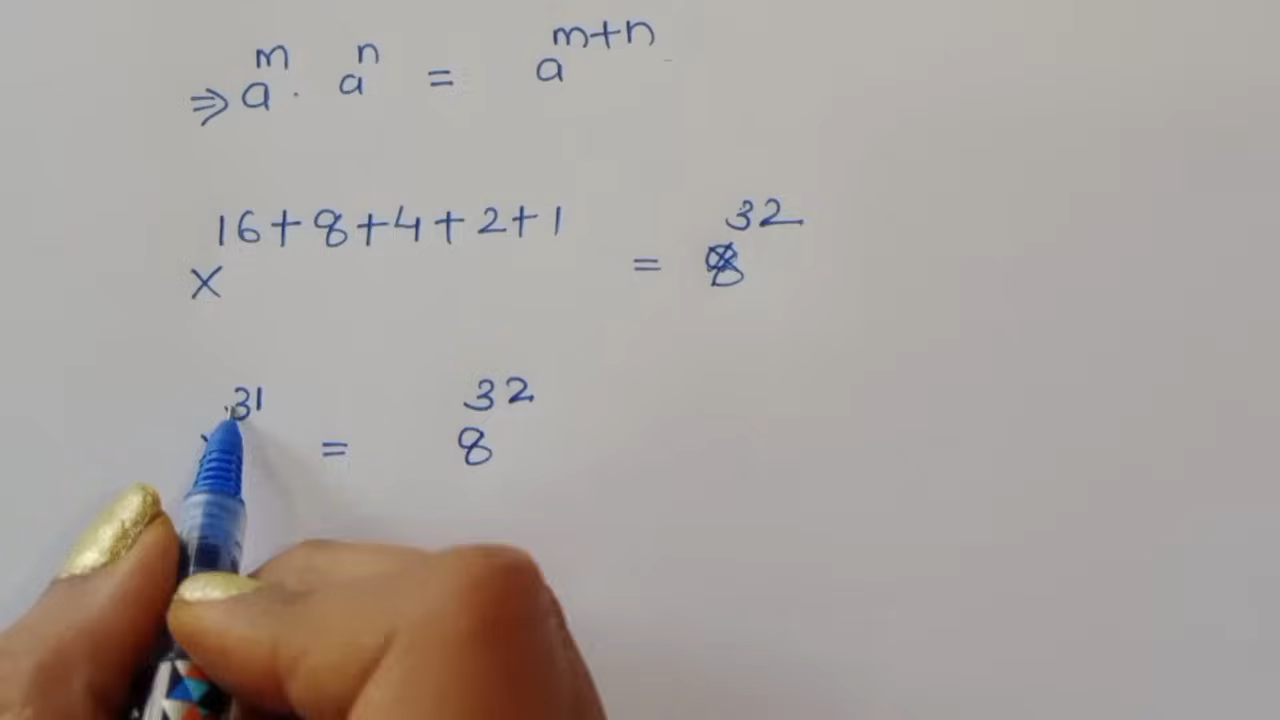 ⇒ a^m . a^n = a^{m+n}
x^{16+8+4+2+1} = 8^{32}
^{31} = 8^{32}